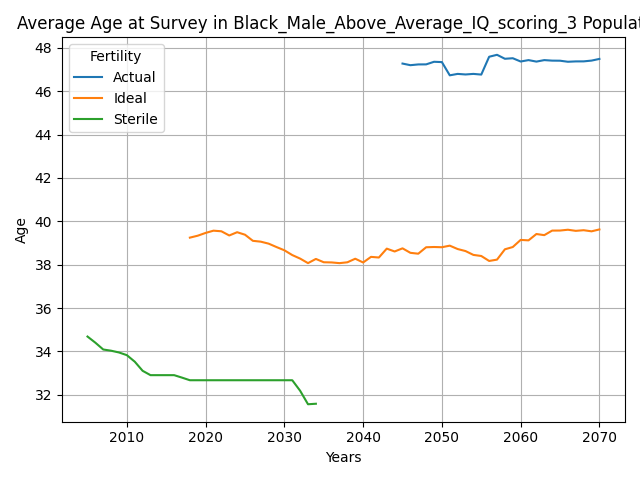 Average Age at Survey in Black_Male_Above_Average_IQ_scoring_3 Populat
Fertility
Actual
Ideal
Sterile
48
46
44
42
40
38
36
34
32
Age
2010 2020 2030 2040 2050 2060 2070
Years